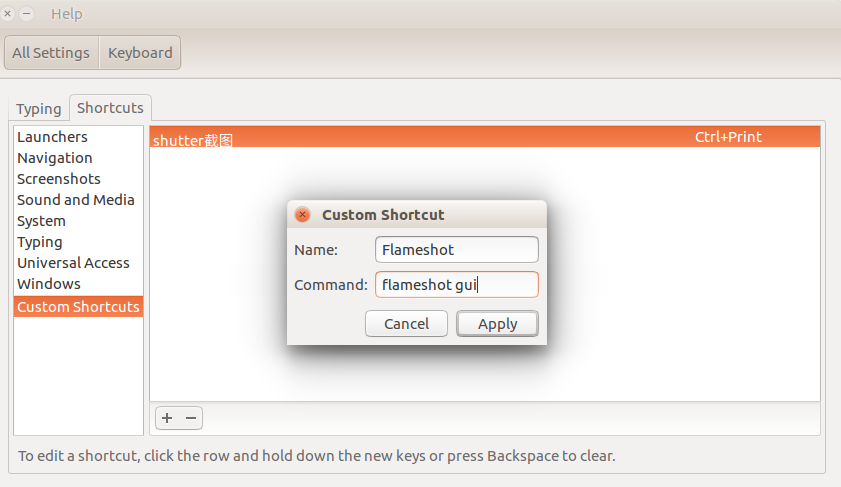 Help
All Settings Keyboard
Typing Shortcuts
Launchers
Navigation
Screenshots
Sound and Media
System
Typing
Universal Access
Windows
Custom Shortcuts
shutter截图 Ctrl+Print
Custom Shortcut
Name: Flameshot
Command: flameshot gui
Cancel Apply
To edit a shortcut, click the row and hold down the new keys or press Backspace to clear.